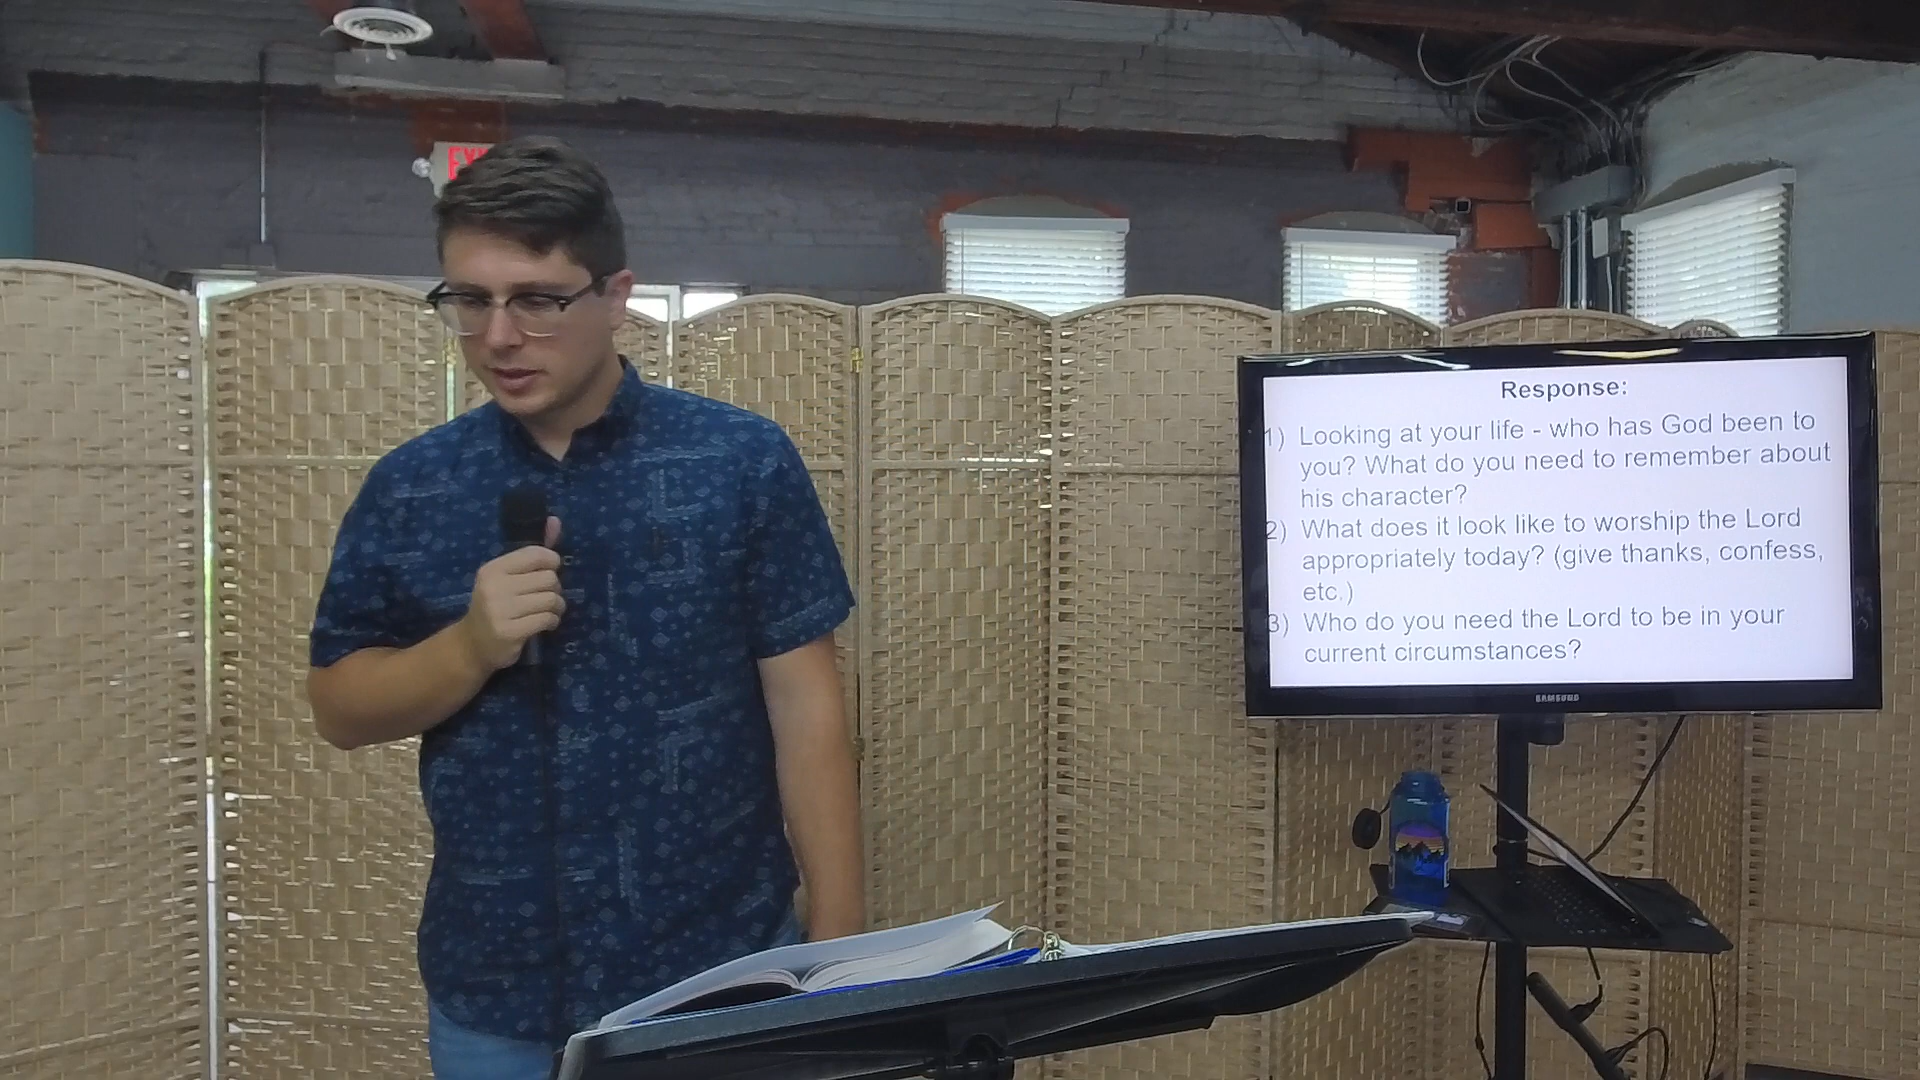 EXI
Response:
1) Looking at your life - who has God been to
you? What do you need to remember about
his character?
2) What does it look like to worship the Lord
appropriately today? (give thanks, confess,
etc.)
3) Who do you need the Lord to be in your
current circumstances?
SAMSUNG